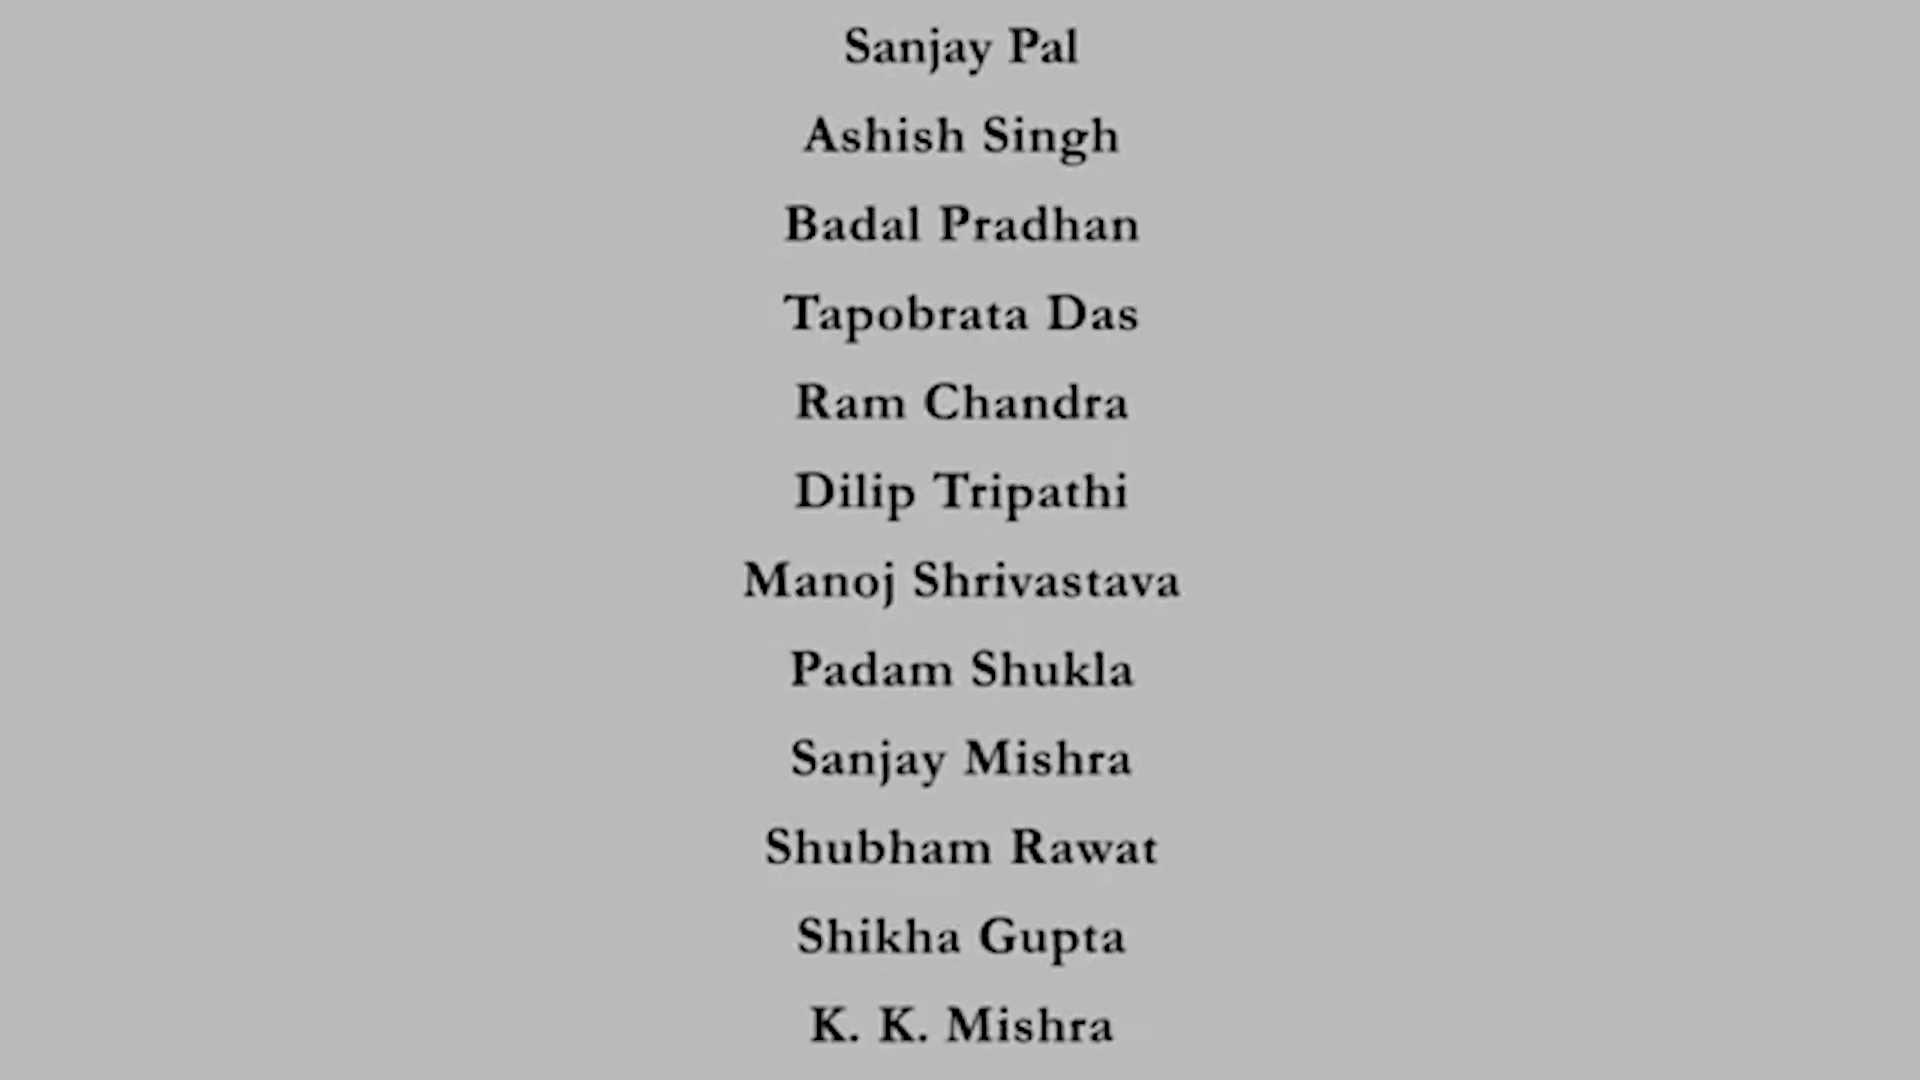 Sanjay Pal
Ashish Singh
Badal Pradhan
Tapobrata Das
Ram Chandra
Dilip Tripathi
Manoj Shrivastava
Padam Shukla
Sanjay Mishra
Shubham Rawat
Shikha Gupta
K. K. Mishra